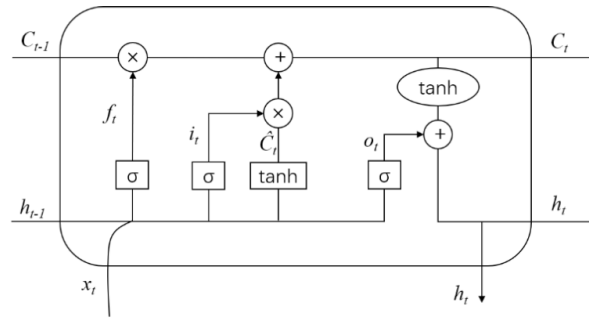 C_{t-1} × + C_t
tanh
f_t i_t × Ĉ_t o_t +
σ σ tanh σ
h_{t-1} h_t
x_t h_t